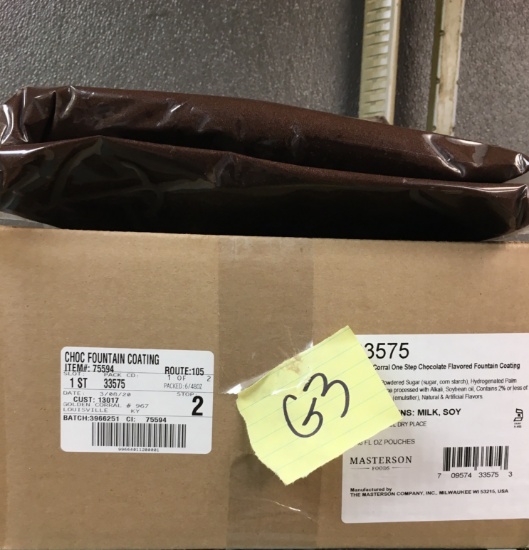 CHOC FOUNTAIN COATING
ITEM#: 75594 ROUTE:105
SLOT PACK CD. 1 OF 2
1 ST 33575 PACKED:6/48OZ
DATE: 3/08/20 STOP
CUST: 13017 2
GOLDEN CORRAL # 967
LOUISVILLE KY
BATCH:3966251 CI: 75594
G3
3575
Corral One Step Chocolate Flavored Fountain Coating
Powdered Sugar (sugar, corn starch), Hydrogenated Palm
processed with Alkali, Soybean oil, Contains 2% or less of
(emulsifier), Natural & Artificial Flavors.
NS: MILK, SOY
DRY PLACE
FL OZ POUCHES
MASTERSON
7 09574 33575 3
Manufactured by
THE MASTERSON COMPANY, INC., MILWAUKEE WI 53215, USA